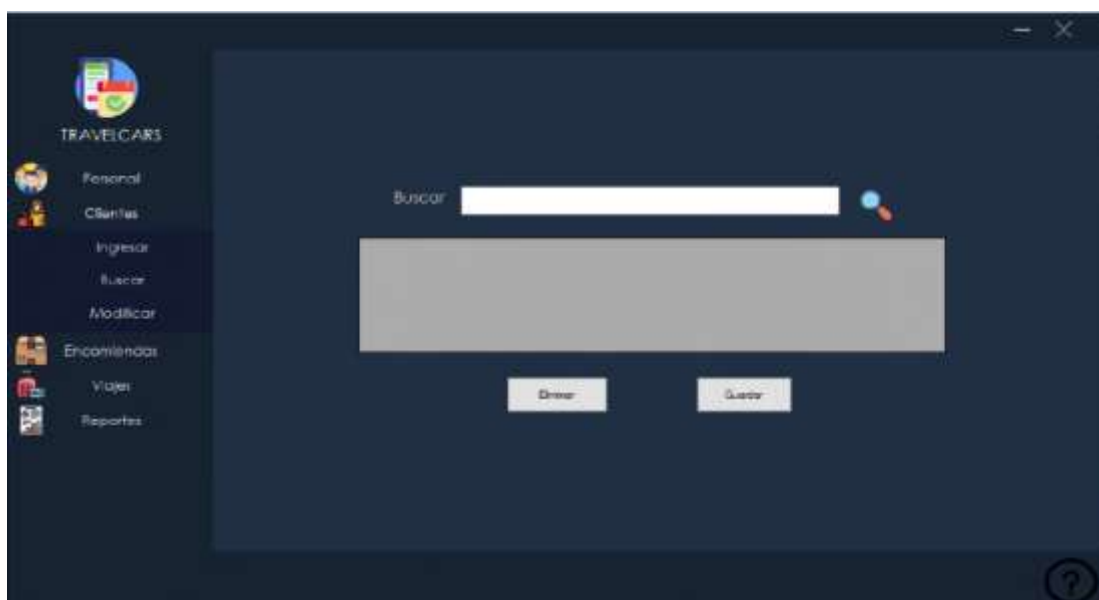 TRAVELCARS
Personal
Clientes
Ingresar
Buscar
Modificar
Encomiendas
Viajes
Reportes
Buscar
Eliminar
Guardar
?